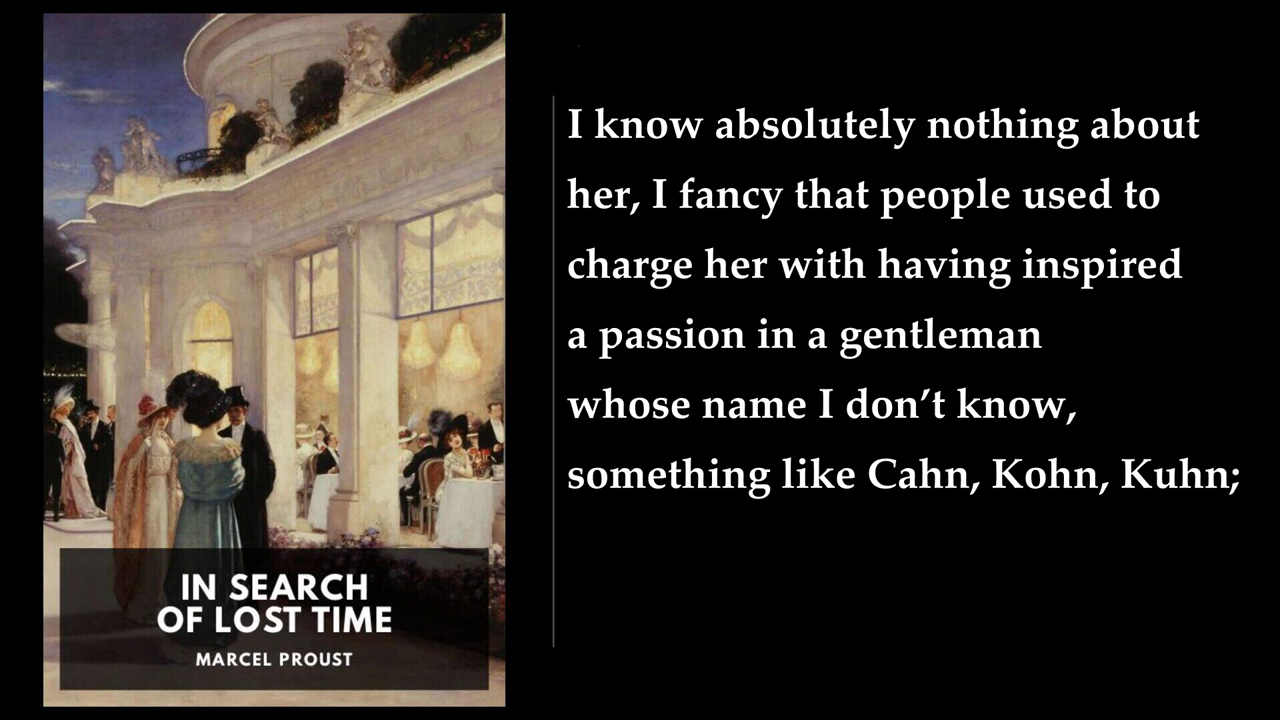 IN SEARCH
OF LOST TIME
MARCEL PROUST
I know absolutely nothing about
her, I fancy that people used to
charge her with having inspired
a passion in a gentleman
whose name I don’t know,
something like Cahn, Kohn, Kuhn;